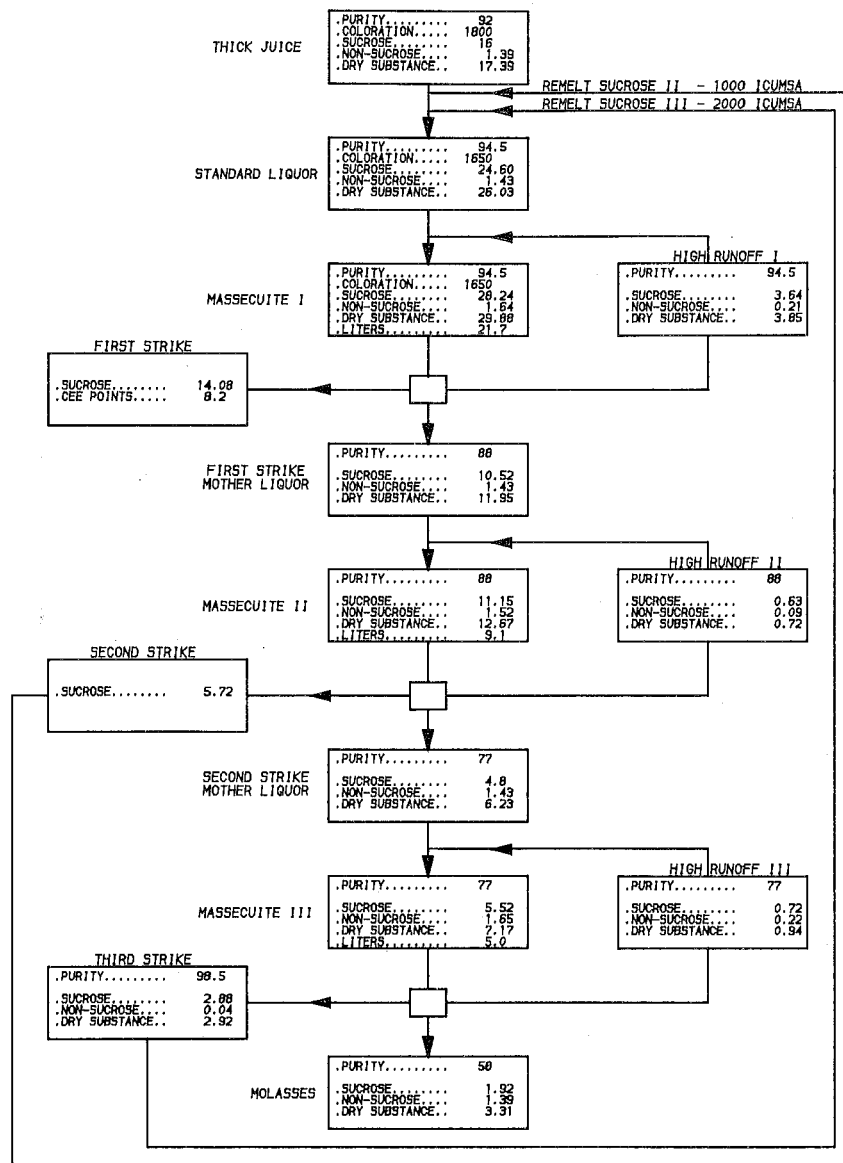 THICK JUICE
.PURITY......... 92
.COLORATION..... 1800
.SUCROSE........ 16
.NON-SUCROSE.... 1.39
.DRY SUBSTANCE.. 17.39
REMELT SUCROSE II - 1000 ICUMSA
REMELT SUCROSE III - 2000 ICUMSA
STANDARD LIQUOR
.PURITY......... 94.5
.COLORATION..... 1650
.SUCROSE........ 24.60
.NON-SUCROSE.... 1.43
.DRY SUBSTANCE.. 26.03
MASSECUITE I
.PURITY......... 94.5
.COLORATION..... 1650
.SUCROSE........ 28.24
.NON-SUCROSE.... 1.64
.DRY SUBSTANCE.. 29.88
.LITERS......... 21.7
HIGH RUNOFF I
.PURITY......... 94.5
.SUCROSE........ 3.64
.NON-SUCROSE.... 0.21
.DRY SUBSTANCE.. 3.85
FIRST STRIKE
.SUCROSE........ 14.08
.CEE POINTS..... 8.2
FIRST STRIKE
MOTHER LIQUOR
.PURITY......... 88
.SUCROSE........ 10.52
.NON-SUCROSE.... 1.43
.DRY SUBSTANCE.. 11.95
MASSECUITE II
.PURITY......... 88
.SUCROSE........ 11.15
.NON-SUCROSE.... 1.52
.DRY SUBSTANCE.. 12.67
.LITERS......... 9.1
HIGH RUNOFF II
.PURITY......... 88
.SUCROSE........ 0.63
.NON-SUCROSE.... 0.09
.DRY SUBSTANCE.. 0.72
SECOND STRIKE
.SUCROSE........ 5.72
SECOND STRIKE
MOTHER LIQUOR
.PURITY......... 77
.SUCROSE........ 4.8
.NON-SUCROSE.... 1.43
.DRY SUBSTANCE.. 6.23
MASSECUITE III
.PURITY......... 77
.SUCROSE........ 5.52
.NON-SUCROSE.... 1.65
.DRY SUBSTANCE.. 7.17
.LITERS......... 5.0
HIGH RUNOFF III
.PURITY......... 77
.SUCROSE........ 0.72
.NON-SUCROSE.... 0.22
.DRY SUBSTANCE.. 0.94
THIRD STRIKE
.PURITY......... 98.5
.SUCROSE........ 2.88
.NON-SUCROSE.... 0.04
.DRY SUBSTANCE.. 2.92
MOLASSES
.PURITY......... 58
.SUCROSE........ 1.92
.NON-SUCROSE.... 1.39
.DRY SUBSTANCE.. 3.31